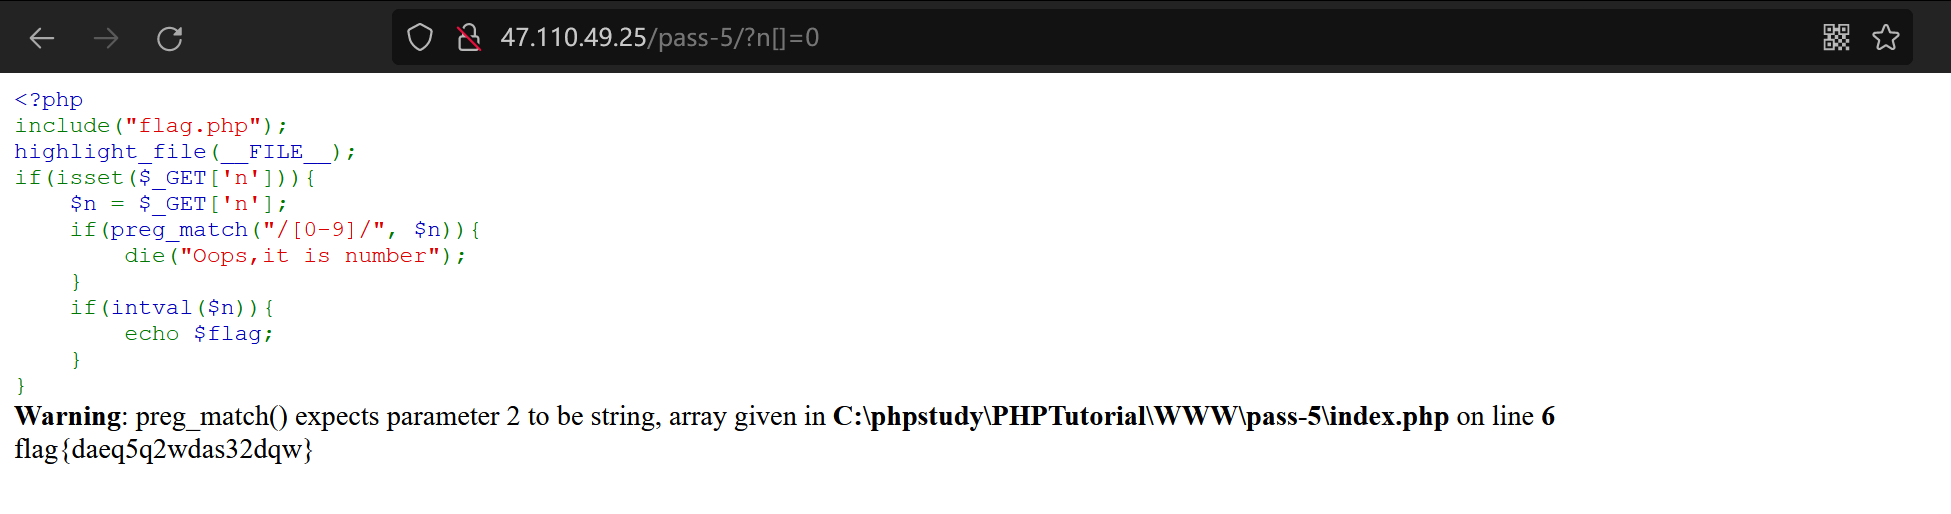 47.110.49.25/pass-5/?n[]=0
<?php
include("flag.php");
highlight_file(__FILE__);
if(isset($_GET['n'])){
    $n = $_GET['n'];
    if(preg_match("/[0-9]/", $n)){
        die("Oops,it is number");
    }
    if(intval($n)){
        echo $flag;
    }
}
Warning: preg_match() expects parameter 2 to be string, array given in C:\phpstudy\PHPTutorial\WWW\pass-5\index.php on line 6
flag{daeq5q2wdas32dqw}